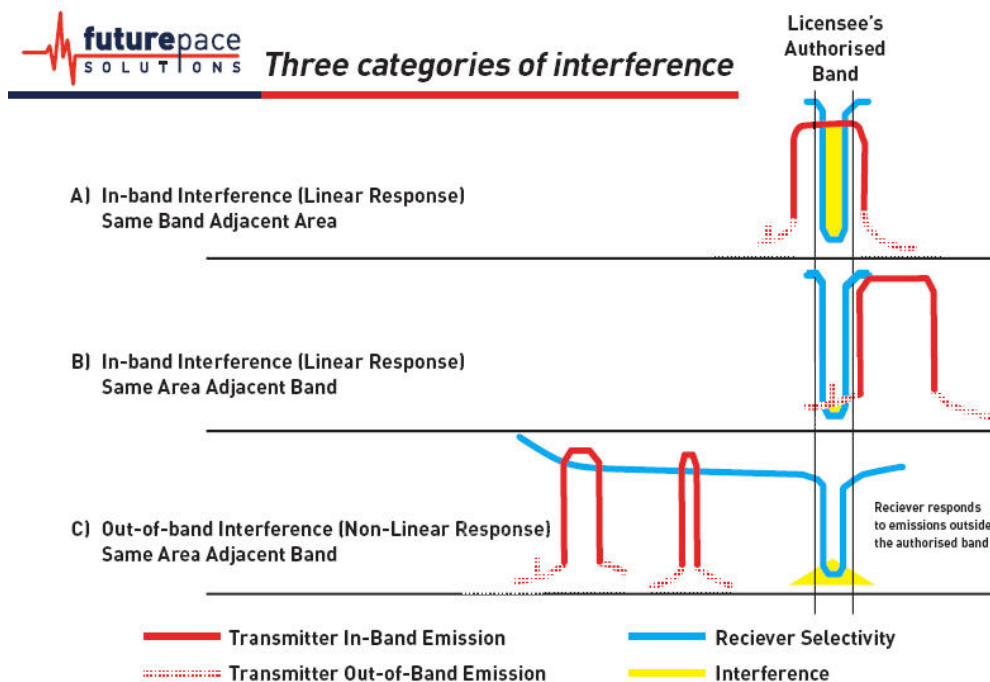 futurepace
SOLUTIONS
Three categories of interference
Licensee's
Authorised
Band
A) In-band Interference (Linear Response)
Same Band Adjacent Area
B) In-band Interference (Linear Response)
Same Area Adjacent Band
C) Out-of-band Interference (Non-Linear Response)
Same Area Adjacent Band
Reciever responds
to emissions outside
the authorised band
Transmitter In-Band Emission
Reciever Selectivity
Transmitter Out-of-Band Emission
Interference